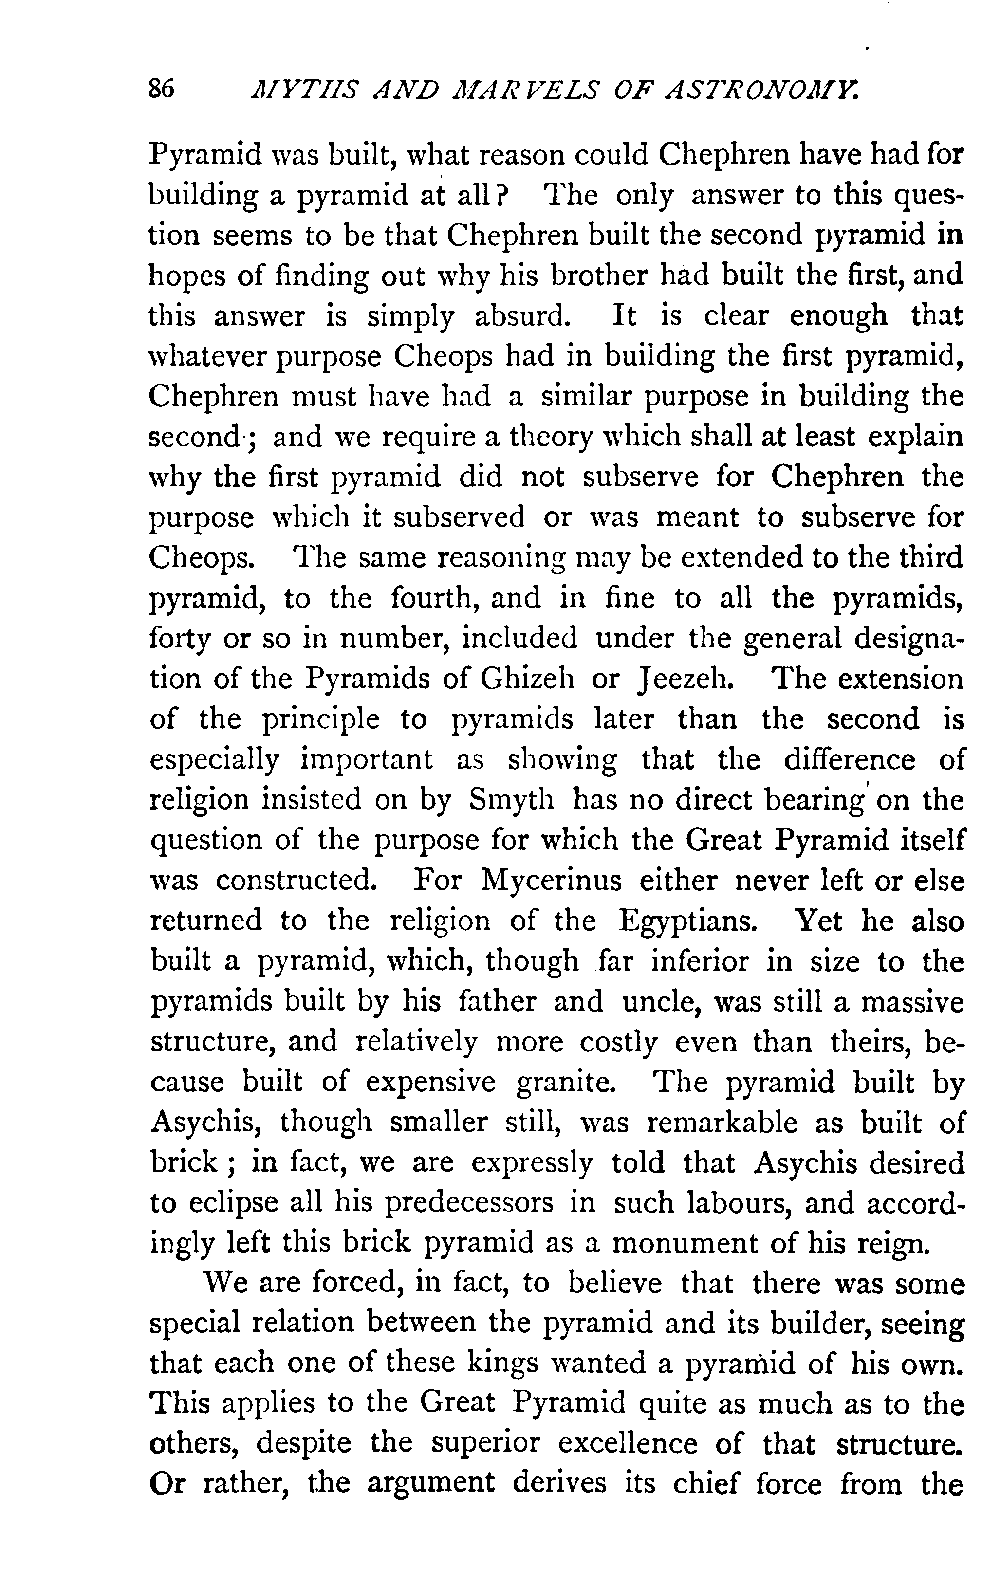 86 MYTHS AND MARVELS OF ASTRONOMY.
Pyramid was built, what reason could Chephren have had for
building a pyramid at all? The only answer to this ques-
tion seems to be that Chephren built the second pyramid in
hopes of finding out why his brother had built the first, and
this answer is simply absurd. It is clear enough that
whatever purpose Cheops had in building the first pyramid,
Chephren must have had a similar purpose in building the
second; and we require a theory which shall at least explain
why the first pyramid did not subserve for Chephren the
purpose which it subserved or was meant to subserve for
Cheops. The same reasoning may be extended to the third
pyramid, to the fourth, and in fine to all the pyramids,
forty or so in number, included under the general designa-
tion of the Pyramids of Ghizeh or Jeezeh. The extension
of the principle to pyramids later than the second is
especially important as showing that the difference of
religion insisted on by Smyth has no direct bearing on the
question of the purpose for which the Great Pyramid itself
was constructed. For Mycerinus either never left or else
returned to the religion of the Egyptians. Yet he also
built a pyramid, which, though far inferior in size to the
pyramids built by his father and uncle, was still a massive
structure, and relatively more costly even than theirs, be-
cause built of expensive granite. The pyramid built by
Asychis, though smaller still, was remarkable as built of
brick; in fact, we are expressly told that Asychis desired
to eclipse all his predecessors in such labours, and accord-
ingly left this brick pyramid as a monument of his reign.
We are forced, in fact, to believe that there was some
special relation between the pyramid and its builder, seeing
that each one of these kings wanted a pyramid of his own.
This applies to the Great Pyramid quite as much as to the
others, despite the superior excellence of that structure.
Or rather, the argument derives its chief force from the